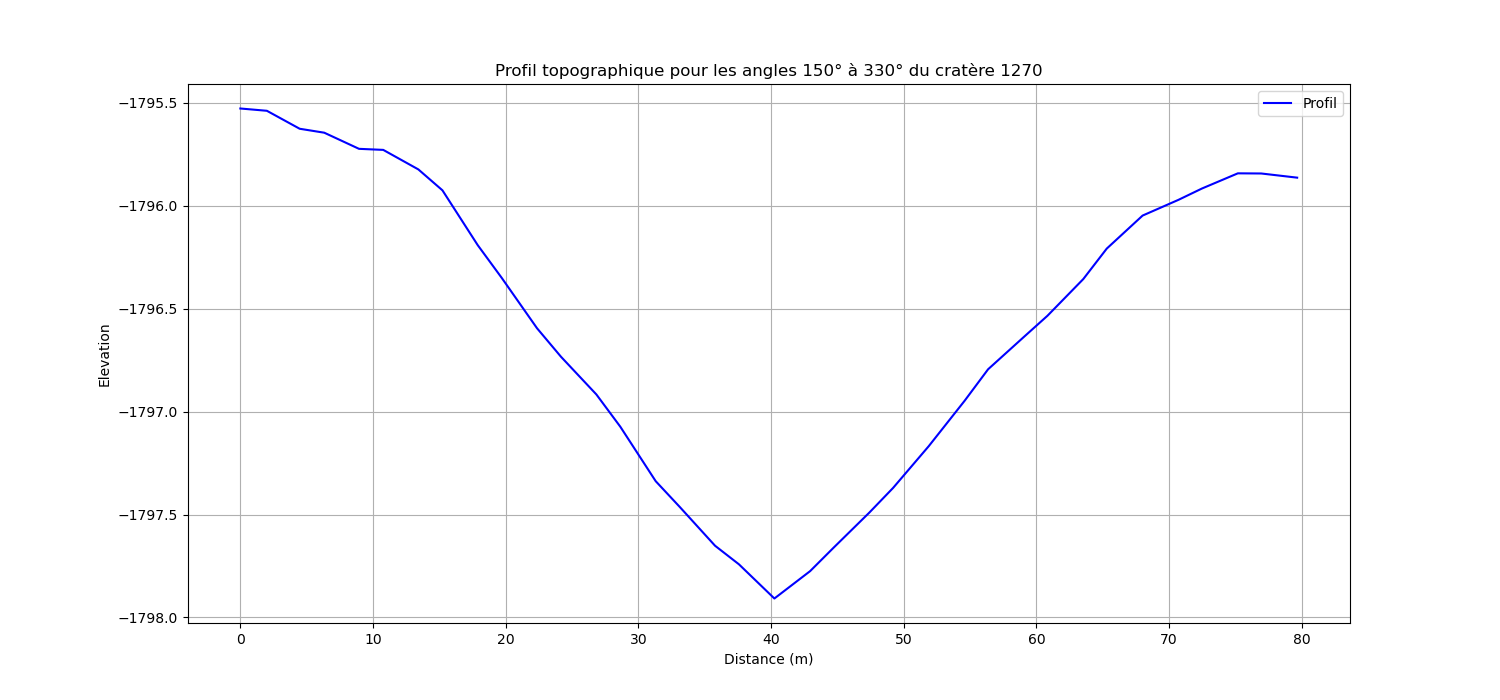 Profil topographique pour les angles 150° à 330° du cratère 1270
Profil
−1795.5
−1796.0
−1796.5
−1797.0
−1797.5
−1798.0
Elevation
0 10 20 30 40 50 60 70 80
Distance (m)